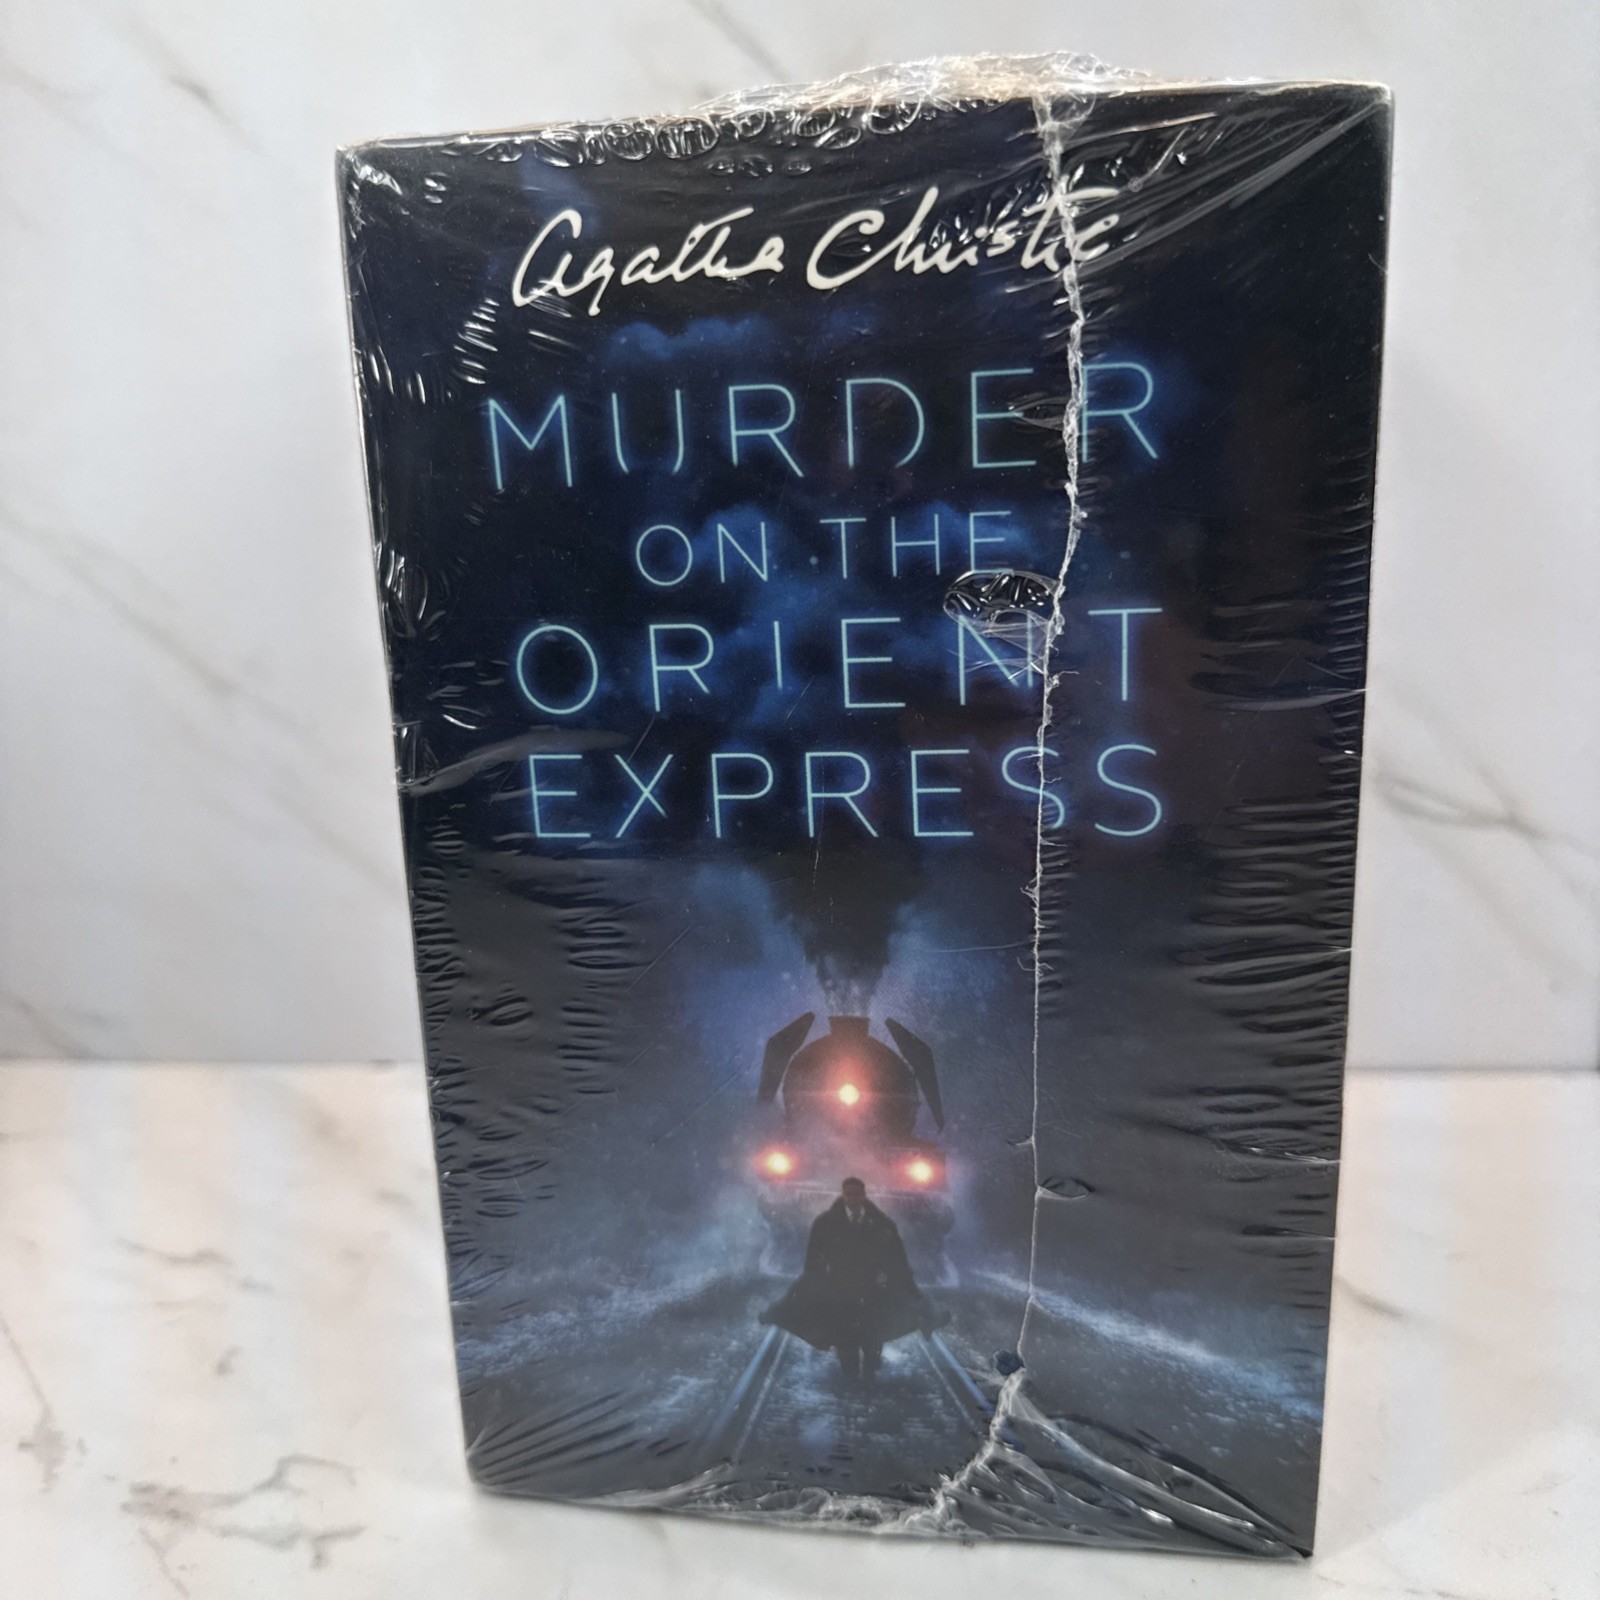 Agatha Christie
MURDER
ON THE
ORIENT
EXPRESS